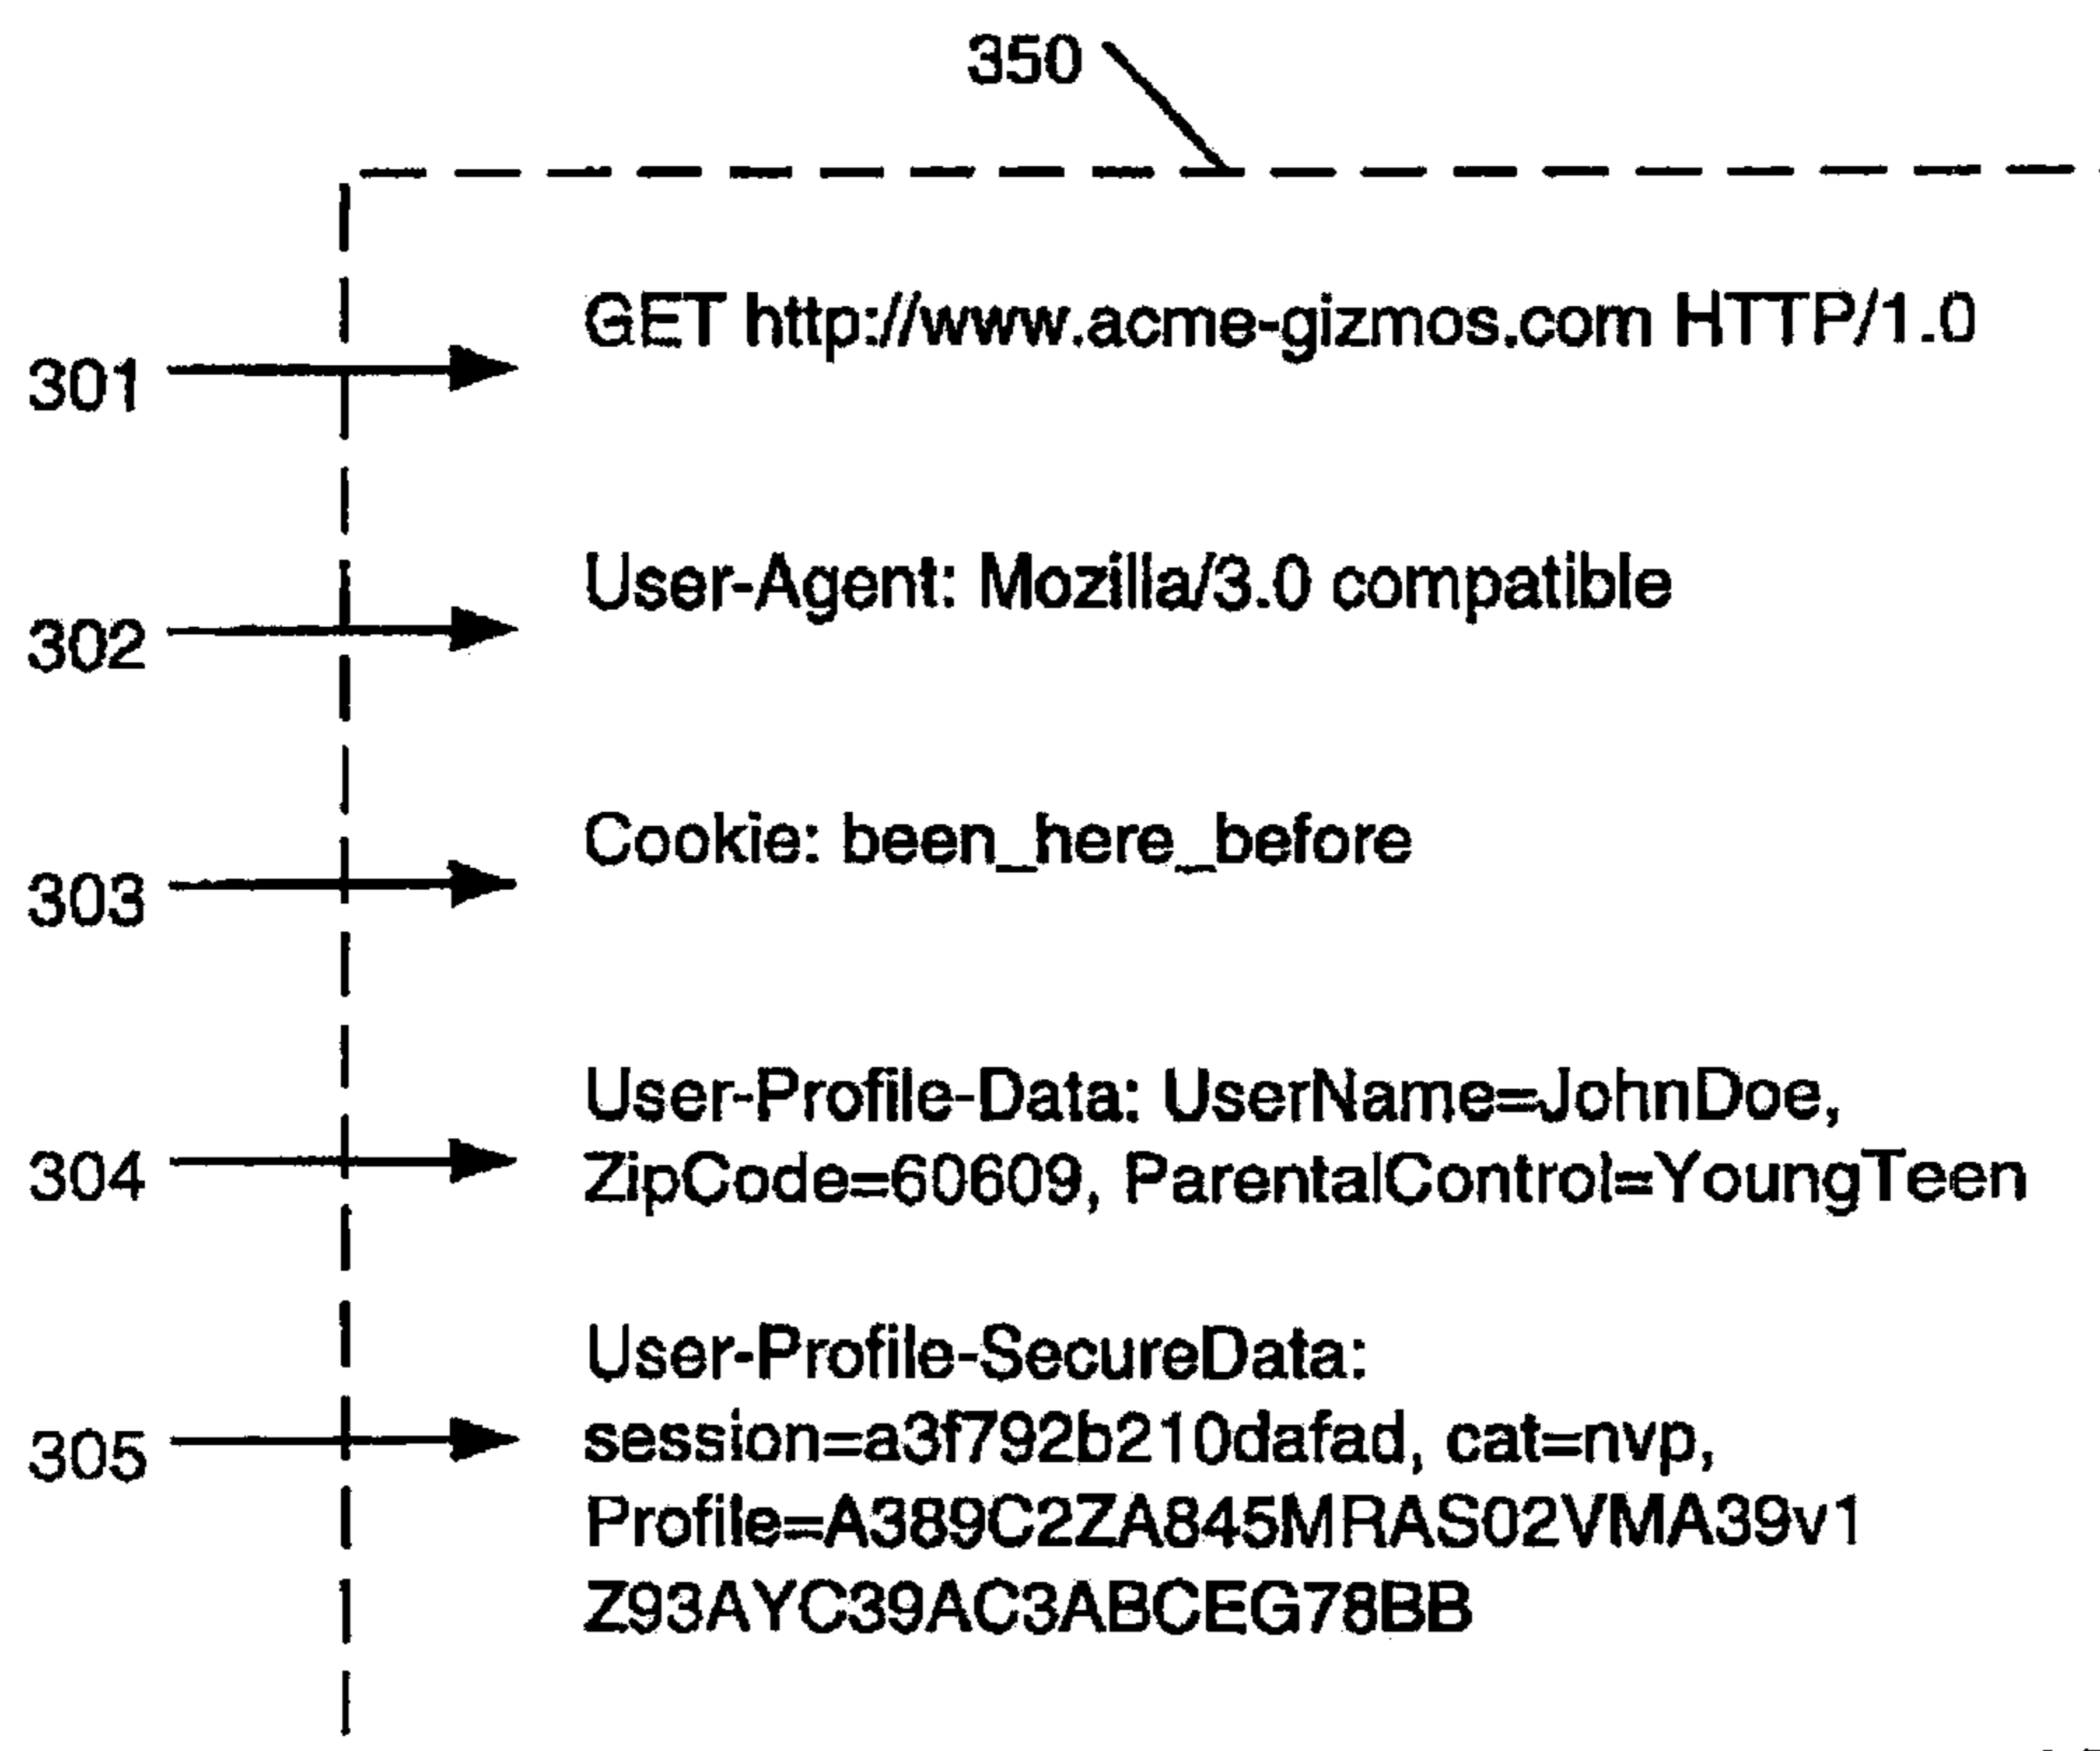 350
GET http://www.acme-gizmos.com HTTP/1.0
301
User-Agent: Mozilla/3.0 compatible
302
Cookie: been_here_before
303
User-Profile-Data: UserName=JohnDoe,
ZipCode=60609, ParentalControl=YoungTeen
304
User-Profile-SecureData:
session=a3f792b210dafad, cat=nvp,
305
Profile=A389C2ZA845MRAS02VMA39v1
Z93AYC39AC3ABCEG78BB